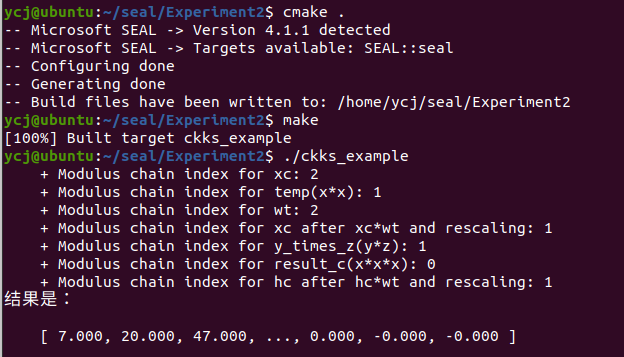 ycj@ubuntu:~/seal/Experiment2$ cmake .
-- Microsoft SEAL -> Version 4.1.1 detected
-- Microsoft SEAL -> Targets available: SEAL::seal
-- Configuring done
-- Generating done
-- Build files have been written to: /home/ycj/seal/Experiment2
ycj@ubuntu:~/seal/Experiment2$ make
[100%] Built target ckks_example
ycj@ubuntu:~/seal/Experiment2$ ./ckks_example
    + Modulus chain index for xc: 2
    + Modulus chain index for temp(x*x): 1
    + Modulus chain index for wt: 2
    + Modulus chain index for xc after xc*wt and rescaling: 1
    + Modulus chain index for y_times_z(y*z): 1
    + Modulus chain index for result_c(x*x*x): 0
    + Modulus chain index for hc after hc*wt and rescaling: 1
结果是：
    [ 7.000, 20.000, 47.000, ..., 0.000, -0.000, -0.000 ]